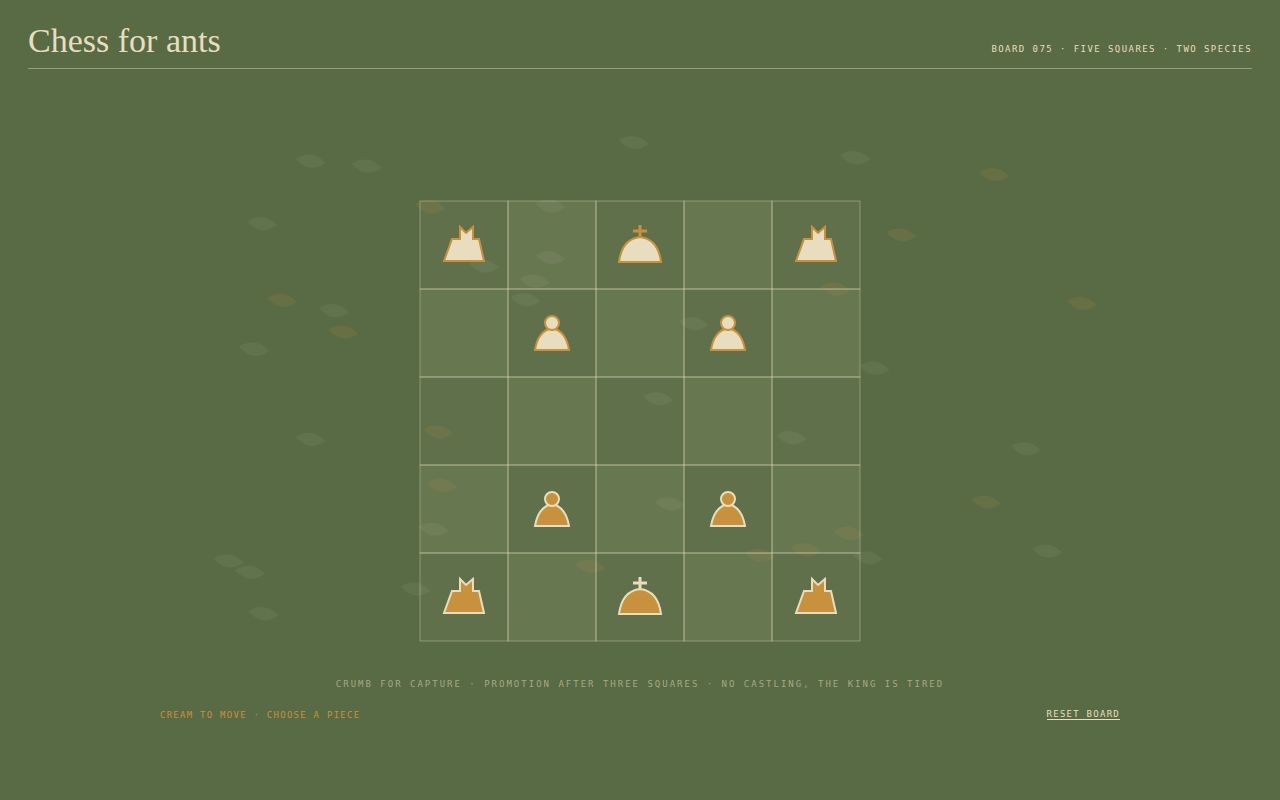 Chess for ants
BOARD 075 · FIVE SQUARES · TWO SPECIES
CRUMB FOR CAPTURE · PROMOTION AFTER THREE SQUARES · NO CASTLING, THE KING IS TIRED
CREAM TO MOVE · CHOOSE A PIECE
RESET BOARD